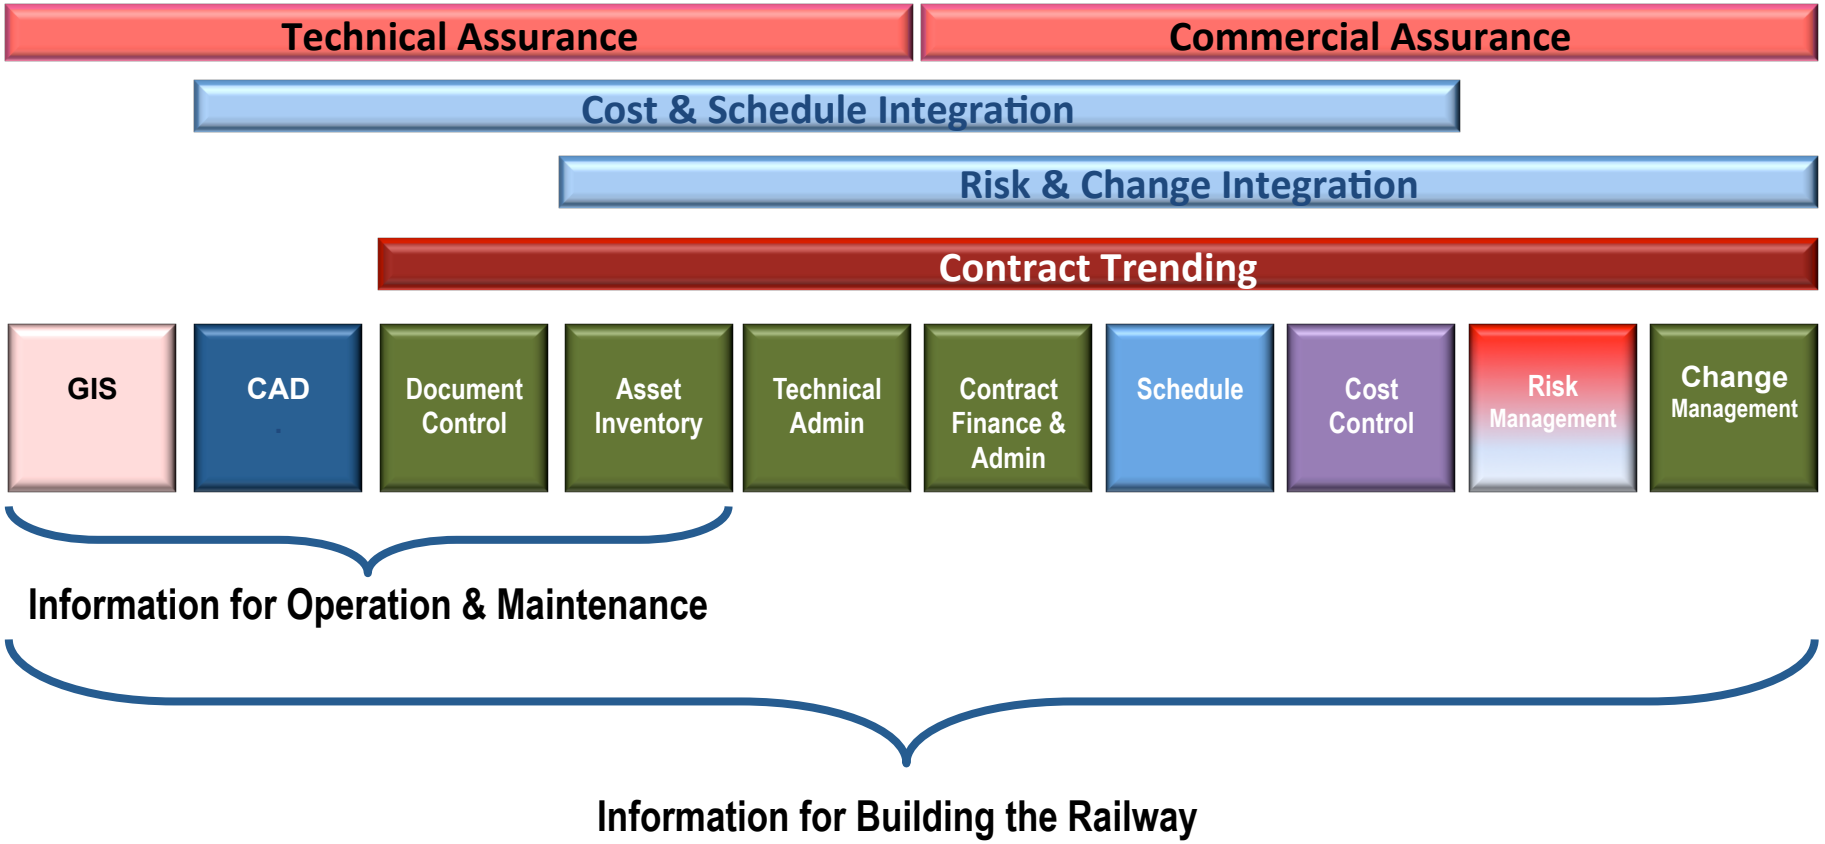 Technical Assurance
Commercial Assurance
Cost & Schedule Integration
Risk & Change Integration
Contract Trending
GIS
CAD
.
Document
Control
Asset
Inventory
Technical
Admin
Contract
Finance &
Admin
Schedule
Cost
Control
Risk
Management
Change
Management
Information for Operation & Maintenance
Information for Building the Railway